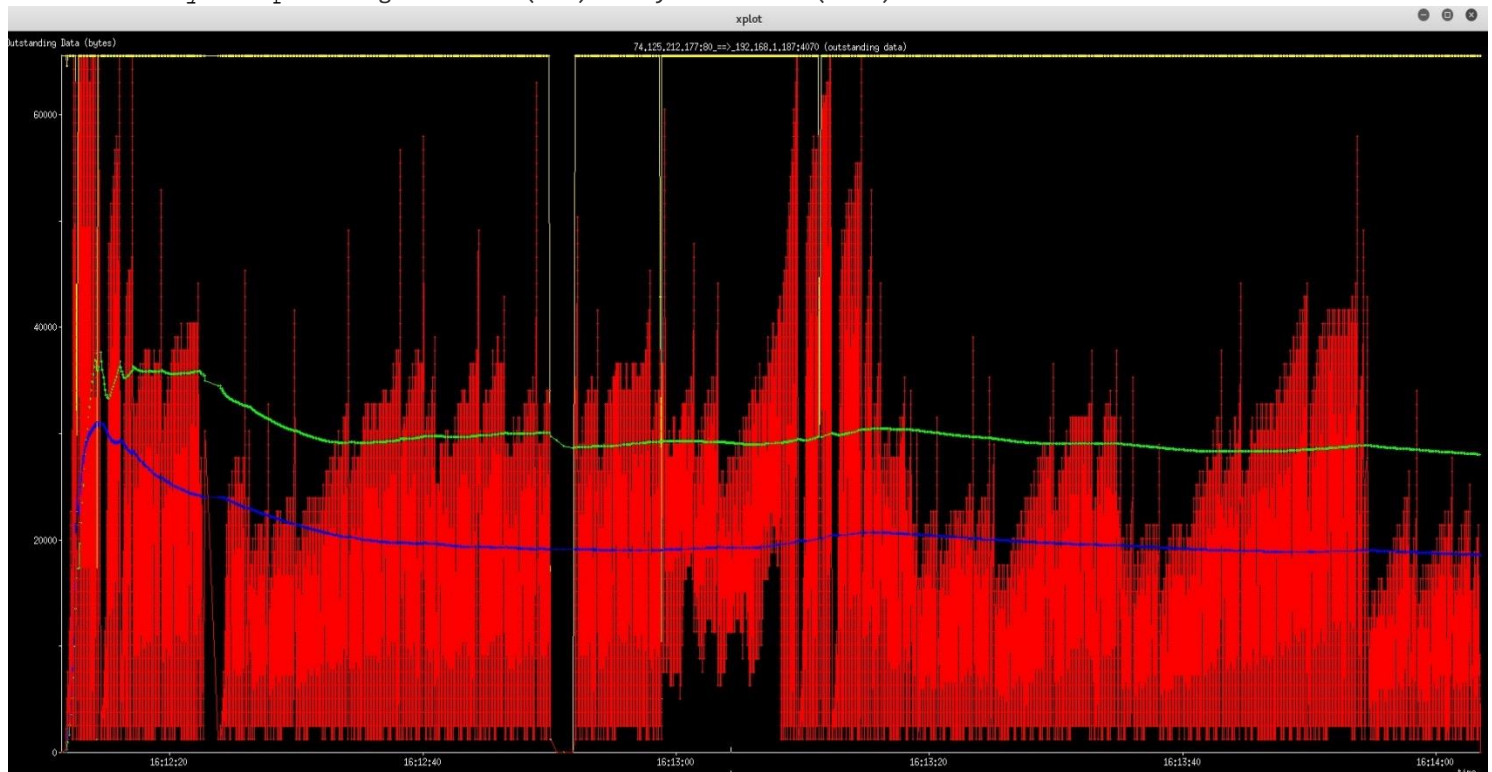 xplot
Outstanding Data (bytes)
74.125.212.177:80_==>_192.168.1.187:4070 (outstanding data)
60000
40000
20000
0
16:12:20 16:12:40 16:13:00 16:13:20 16:13:40 16:14:00